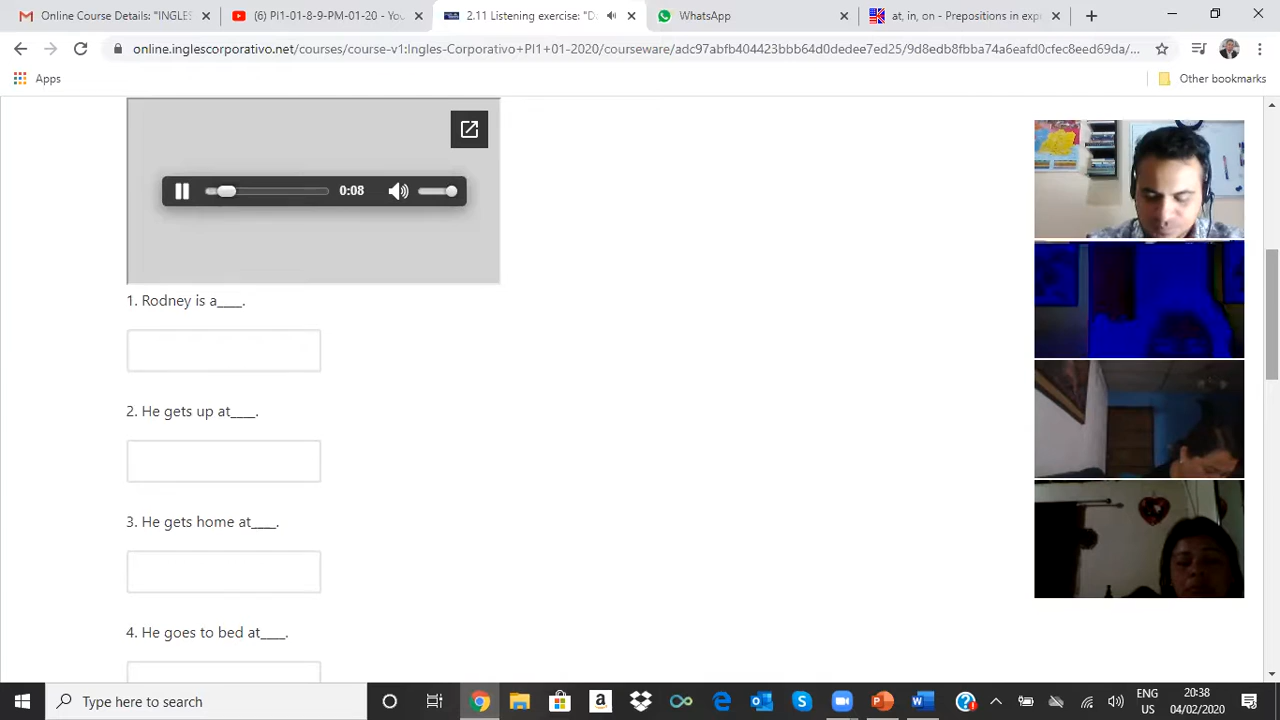 Online Course Details: "INGLES
(6) PI1-01-8-9-PM-01-20 - Yo
2.11 Listening exercise: "Da
WhatsApp
at, in, on - Prepositions in exp
online.inglescorporativo.net/courses/course-v1:Ingles-Corporativo+PI1+01-2020/courseware/adc97abfb404423bbb64d0dedee7ed25/9d8edb8fbba74a6eafd0cfec8eed69da/...
Apps
Other bookmarks
0:08
1. Rodney is a____.
2. He gets up at____.
3. He gets home at____.
4. He goes to bed at____.
Type here to search
ENG
US
20:38
04/02/2020